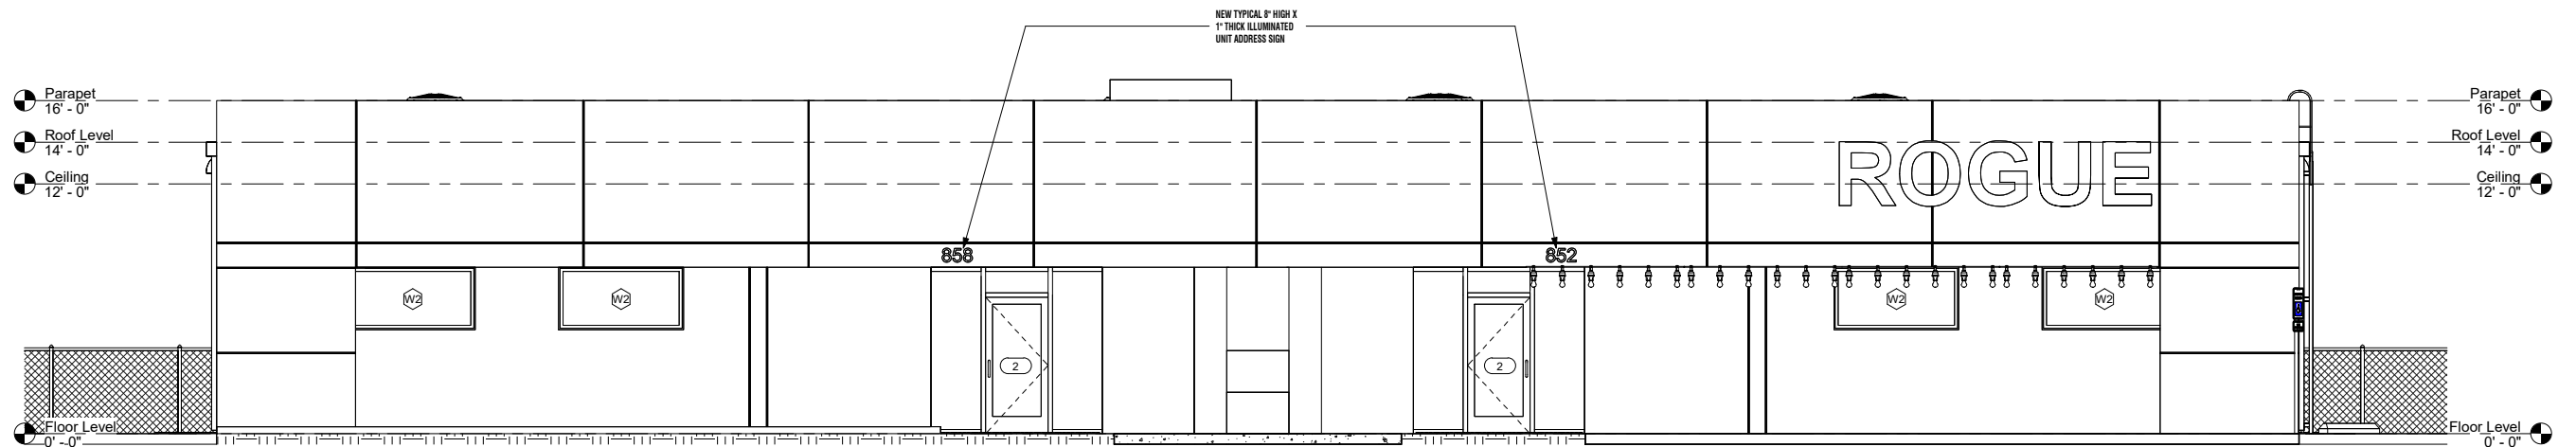 NEW TYPICAL 8" HIGH X
1" THICK ILLUMINATED
UNIT ADDRESS SIGN
Parapet
16' - 0"
Roof Level
14' - 0"
Ceiling
12' - 0"
Parapet
16' - 0"
Roof Level
14' - 0"
Ceiling
12' - 0"
ROGUE
858
852
W2
W2
W2
W2
2
2
Floor Level
0' - 0"
Floor Level
0' - 0"